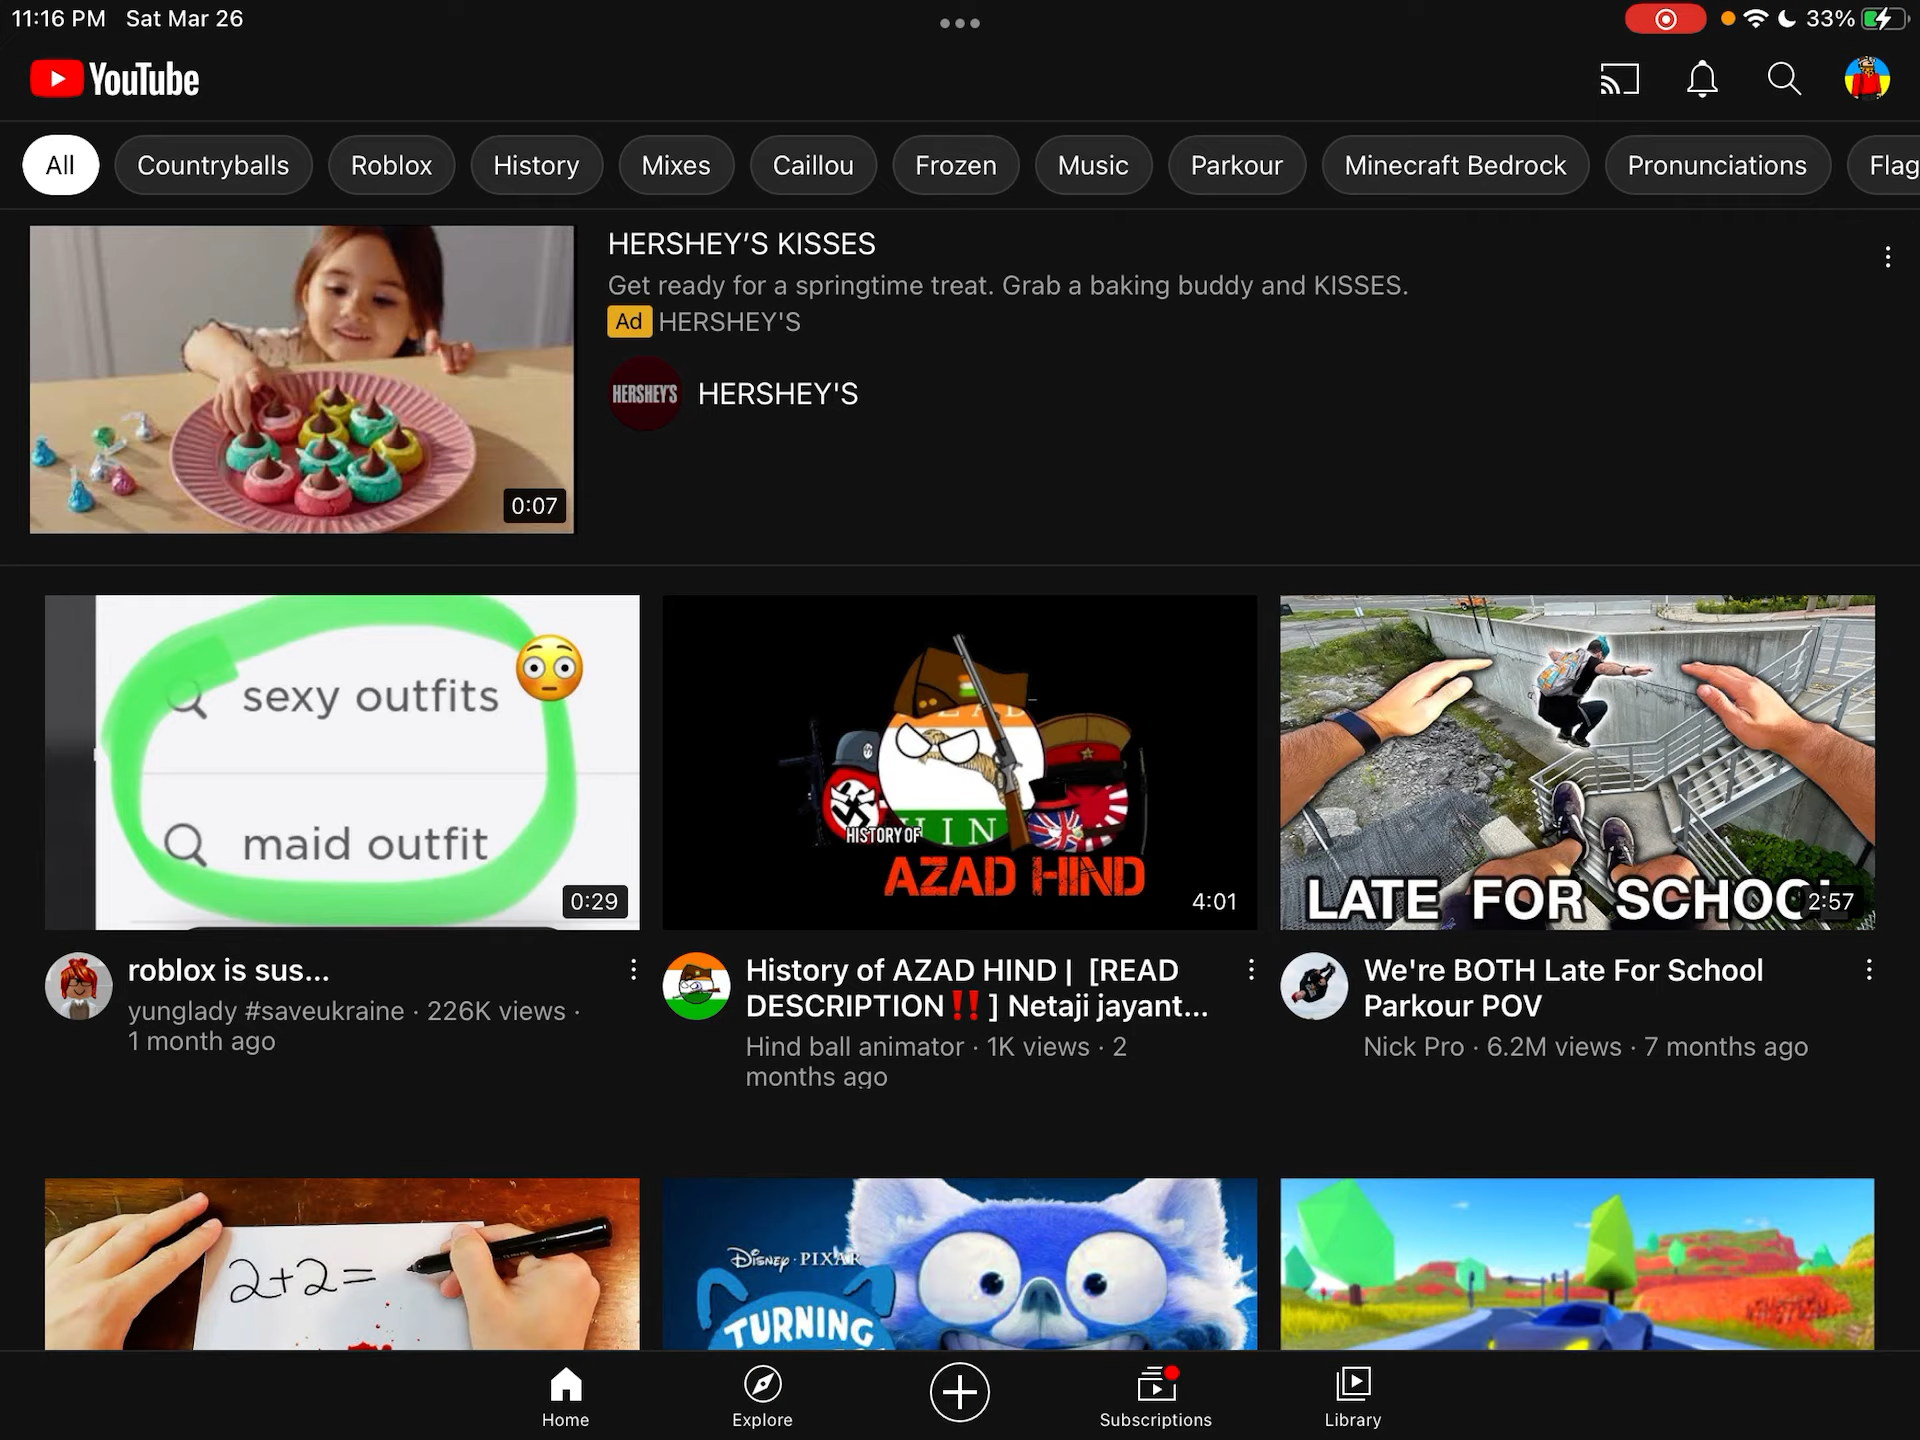 11:16 PM Sat Mar 26
33%
YouTube
All
Countryballs
Roblox
History
Mixes
Caillou
Frozen
Music
Parkour
Minecraft Bedrock
Pronunciations
Flag
HERSHEY'S KISSES
Get ready for a springtime treat. Grab a baking buddy and KISSES.
Ad HERSHEY'S
HERSHEY'S HERSHEY'S
0:07
sexy outfits
maid outfit
0:29
HISTORY OF
AZAD HIND
4:01
LATE FOR SCHOOL
2:57
roblox is sus...
yunglady #saveukraine · 226K views ·
1 month ago
History of AZAD HIND | [READ
DESCRIPTION‼️] Netaji jayant...
Hind ball animator · 1K views · 2
months ago
We're BOTH Late For School
Parkour POV
Nick Pro · 6.2M views · 7 months ago
2+2=
DISNEY · PIXAR
TURNING
Home
Explore
Subscriptions
Library